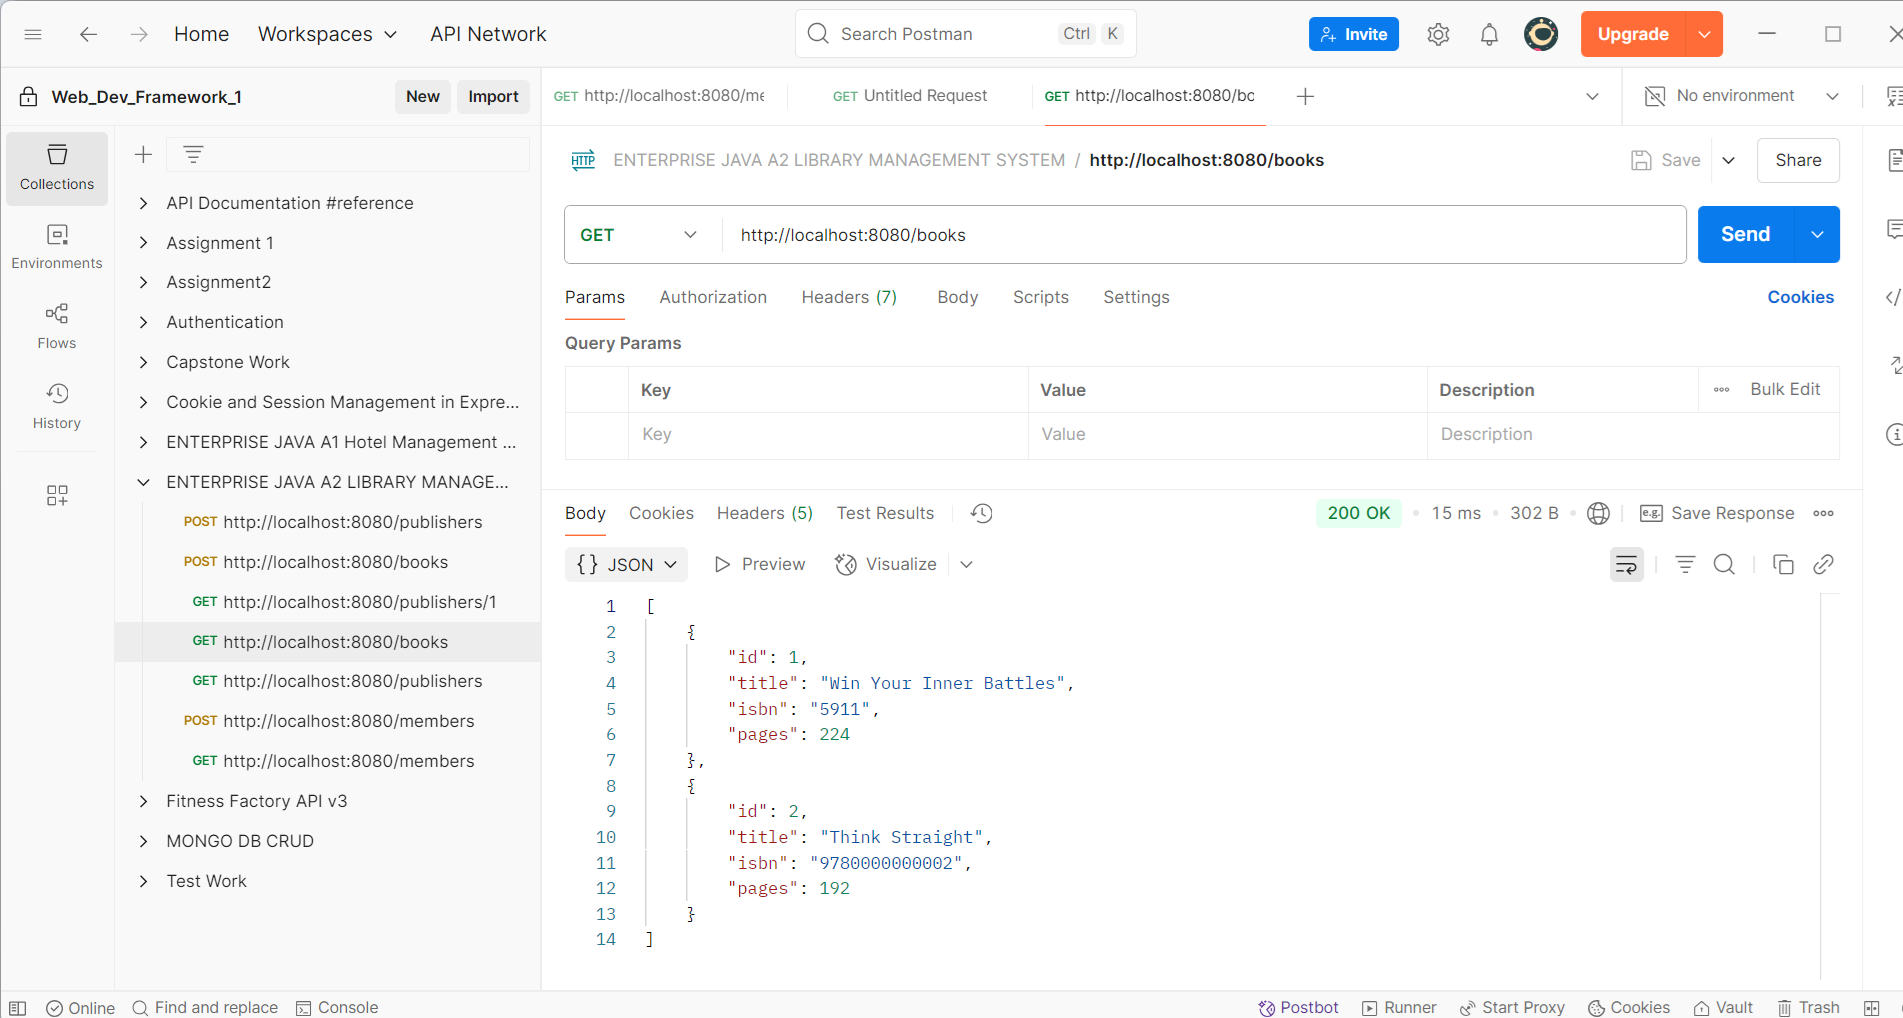 Home Workspaces API Network Search Postman Ctrl K Invite Upgrade
Web_Dev_Framework_1 New Import
GET http://localhost:8080/me GET Untitled Request GET http://localhost:8080/bo No environment
Collections
Environments
Flows
History
API Documentation #reference
Assignment 1
Assignment2
Authentication
Capstone Work
Cookie and Session Management in Expre...
ENTERPRISE JAVA A1 Hotel Management ...
ENTERPRISE JAVA A2 LIBRARY MANAGE...
POST http://localhost:8080/publishers
POST http://localhost:8080/books
GET http://localhost:8080/publishers/1
GET http://localhost:8080/books
GET http://localhost:8080/publishers
POST http://localhost:8080/members
GET http://localhost:8080/members
Fitness Factory API v3
MONGO DB CRUD
Test Work
HTTP ENTERPRISE JAVA A2 LIBRARY MANAGEMENT SYSTEM / http://localhost:8080/books Save Share
GET http://localhost:8080/books Send
Params Authorization Headers (7) Body Scripts Settings Cookies
Query Params
Key Value Description Bulk Edit
Key Value Description
Body Cookies Headers (5) Test Results 200 OK 15 ms 302 B e.g. Save Response
{} JSON Preview Visualize
1 [
2 {
3 "id": 1,
4 "title": "Win Your Inner Battles",
5 "isbn": "5911",
6 "pages": 224
7 },
8 {
9 "id": 2,
10 "title": "Think Straight",
11 "isbn": "9780000000002",
12 "pages": 192
13 }
14 ]
Online Find and replace Console Postbot Runner Start Proxy Cookies Vault Trash